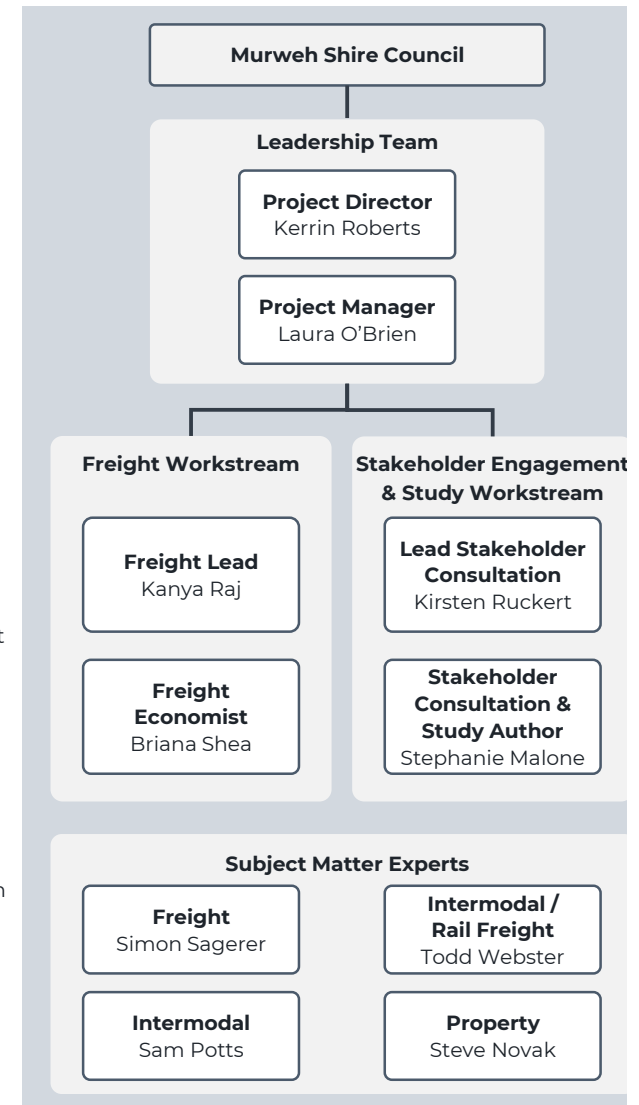 Murweh Shire Council
Leadership Team
Project Director
Kerrin Roberts
Project Manager
Laura O’Brien
Freight Workstream
Freight Lead
Kanya Raj
Freight
Economist
Briana Shea
Stakeholder Engagement
& Study Workstream
Lead Stakeholder
Consultation
Kirsten Ruckert
Stakeholder
Consultation &
Study Author
Stephanie Malone
Subject Matter Experts
Freight
Simon Sagerer
Intermodal /
Rail Freight
Todd Webster
Intermodal
Sam Potts
Property
Steve Novak